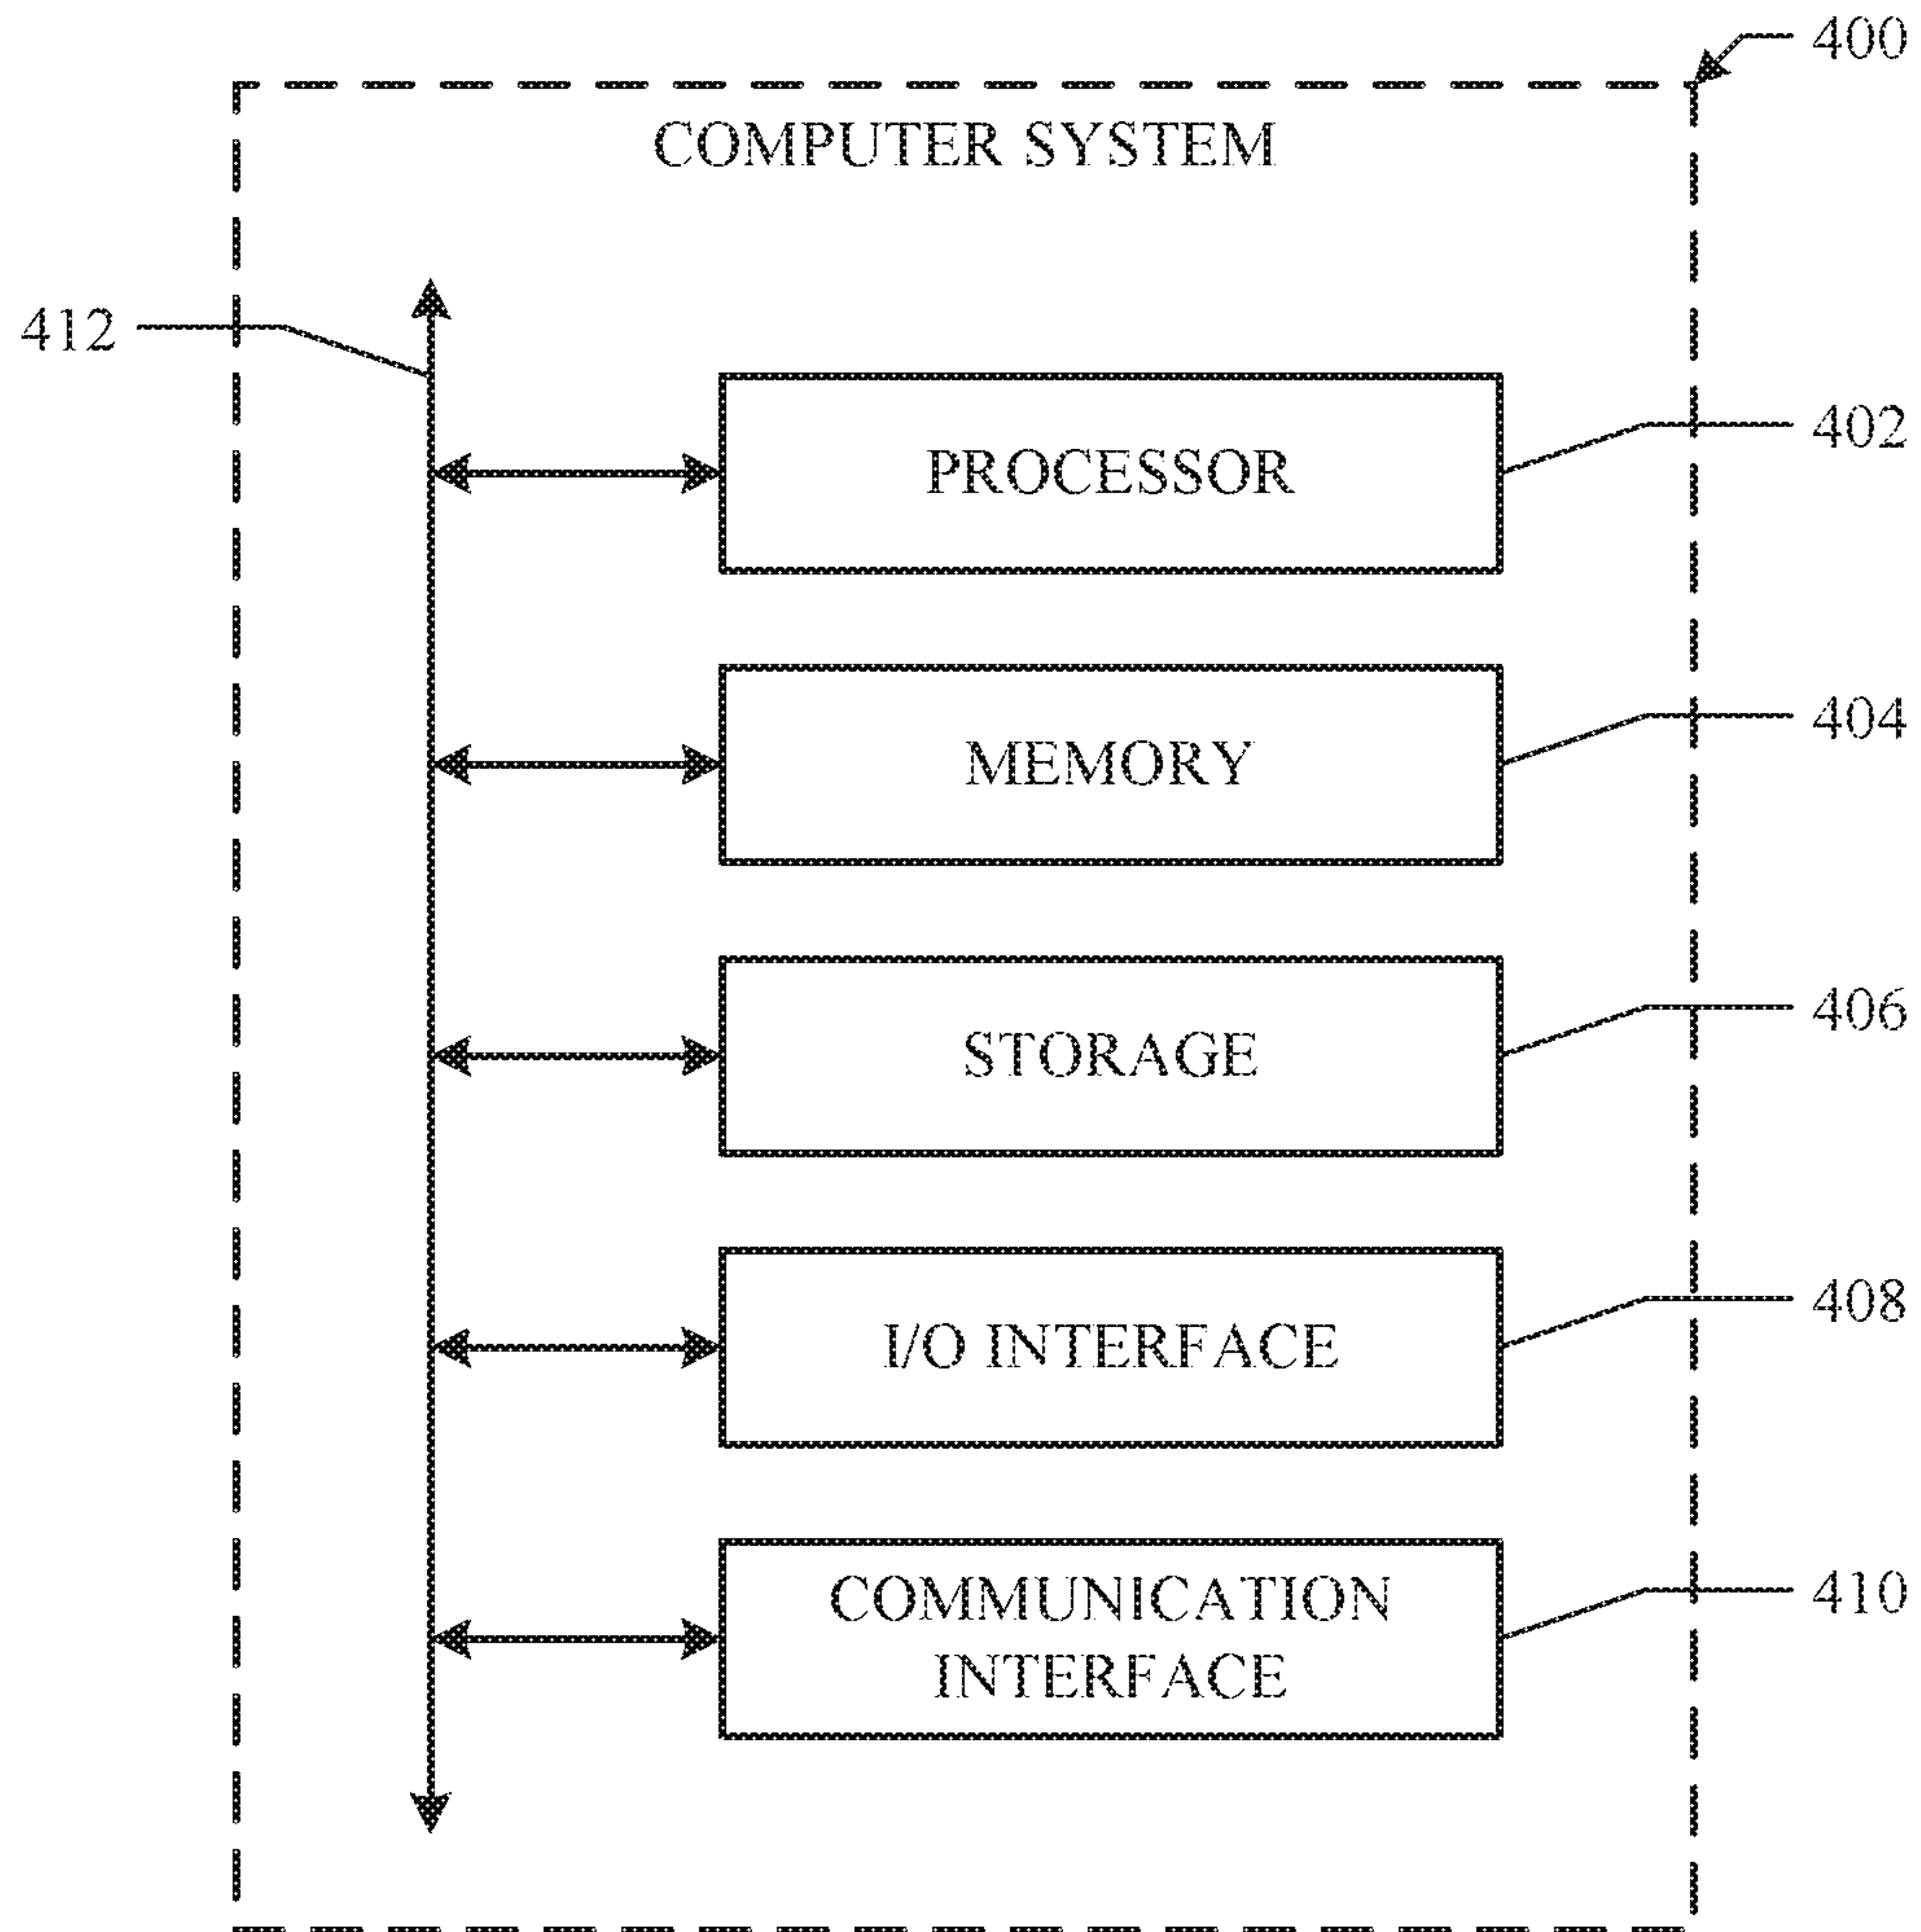 400
COMPUTER SYSTEM
412
PROCESSOR
402
MEMORY
404
STORAGE
406
I/O INTERFACE
408
COMMUNICATION
INTERFACE
410